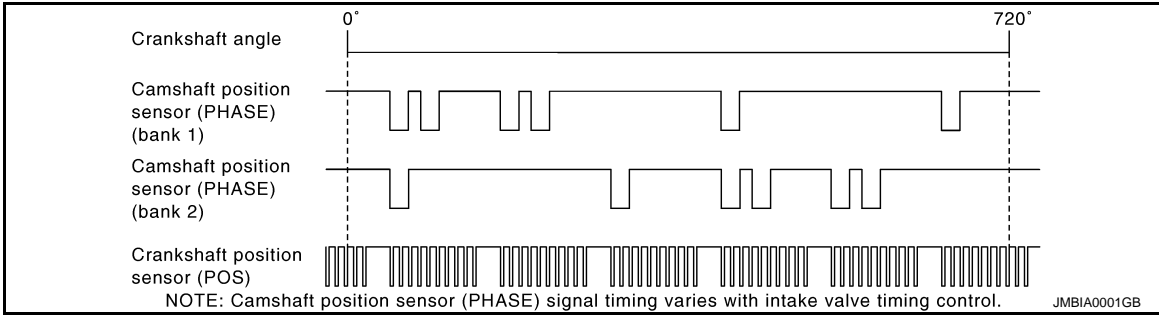 0° 720°
Crankshaft angle
Camshaft position
sensor (PHASE)
(bank 1)
Camshaft position
sensor (PHASE)
(bank 2)
Crankshaft position
sensor (POS)
NOTE: Camshaft position sensor (PHASE) signal timing varies with intake valve timing control.
JMBIA0001GB